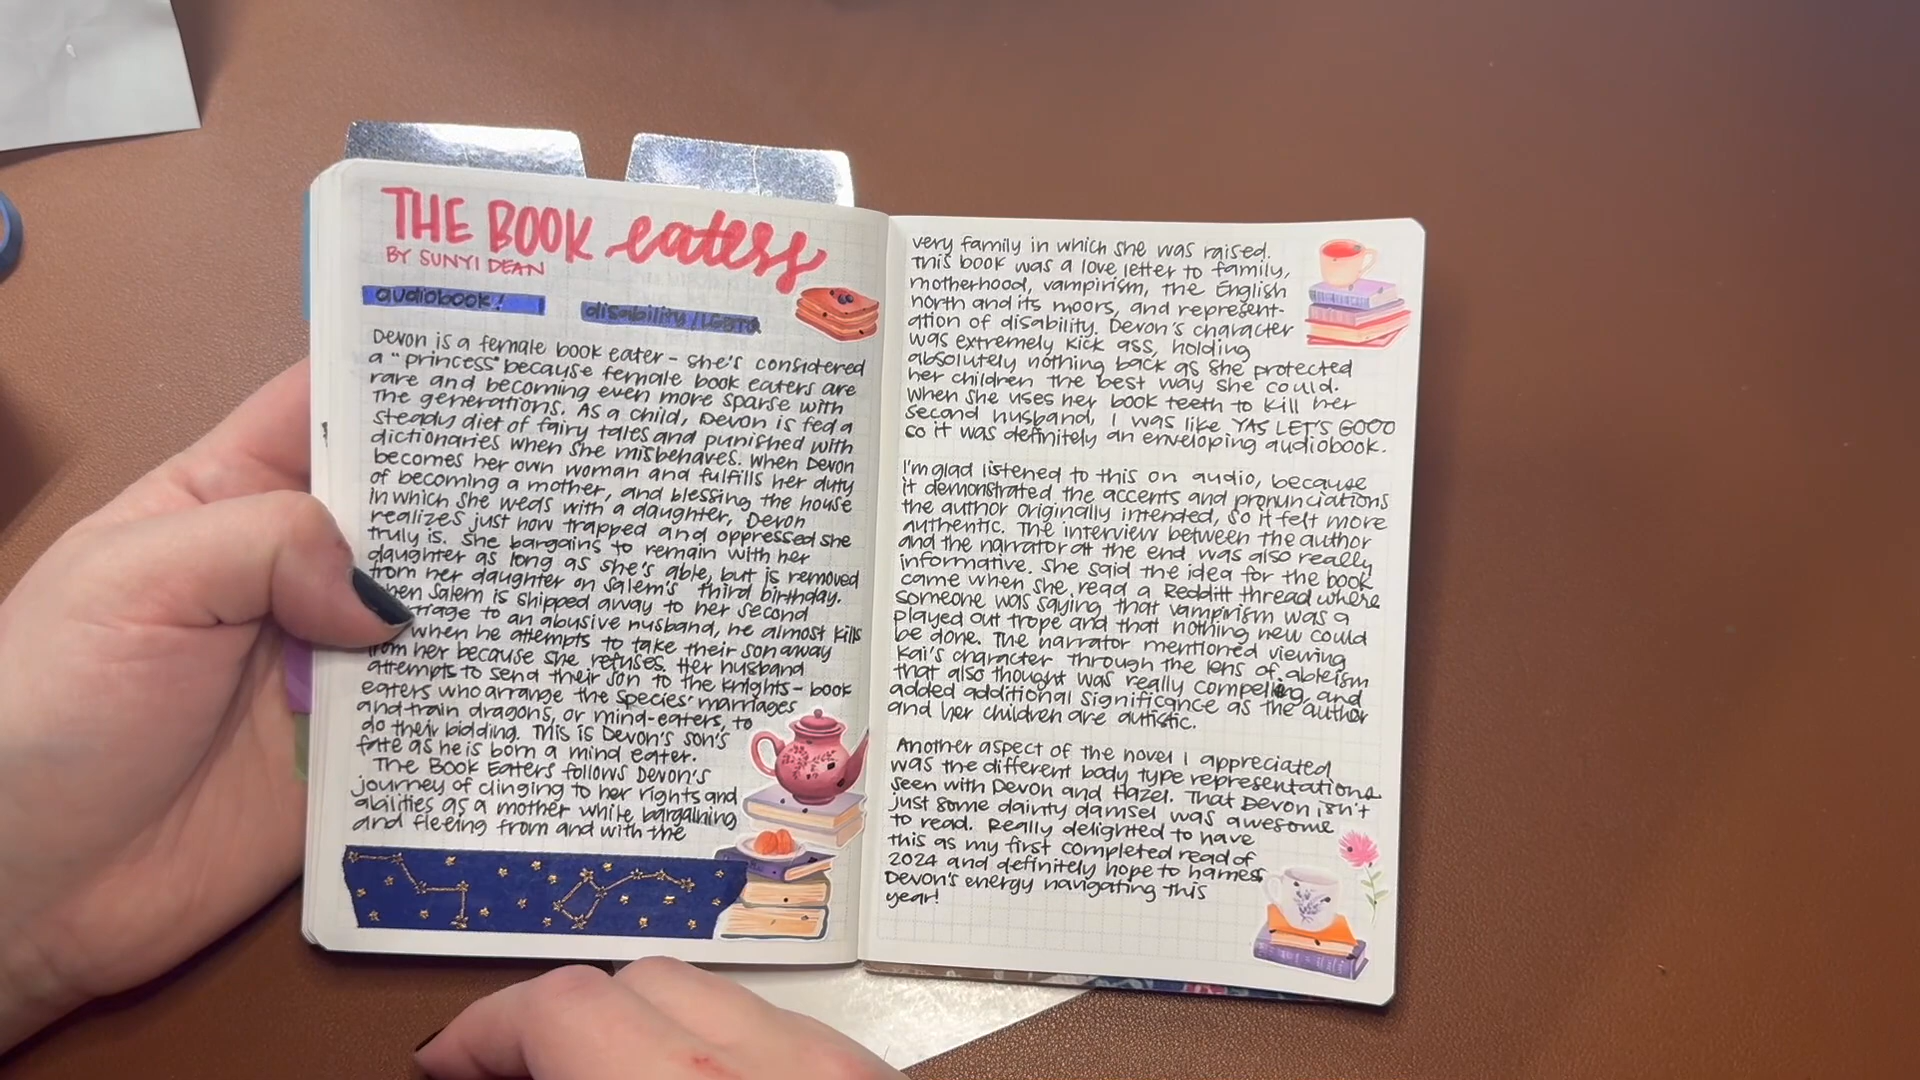 THE BOOK eaters
BY SUNYI DEAN
audiobook!
disability/LGBTQ
Devon is a female book eater - she's considered
a "princess" because female book eaters are
rare and becoming even more sparse with
the generations. As a child, Devon is fed a
steady diet of fairy tales and punished with
dictionaries when she misbehaves. When Devon
becomes her own woman and fulfills her duty
of becoming a mother, and blessing the house
in which she weds with a daughter, Devon
realizes just how trapped and oppressed she
truly is. She bargains to remain with her
daughter as long as she's able, but is removed
from her daughter on Salem's third birthday.
when Salem is shipped away to her second
to an abusive husband, he almost kills
when he attempts to take their son away
from her because she refuses. Her husband
attempts to send their son to the knights - book
eaters who arrange the species' marriages
and train dragons, or mind-eaters, to
do their bidding. This is Devon's son's
fate as he is born a mind eater.
The Book Eaters follows Devon's
journey of clinging to her rights and
abilities as a mother while bargaining
and fleeing from and with the
very family in which she was raised.
This book was a love letter to family,
motherhood, vampirism, the English
north and its moors, and represent-
ation of disability. Devon's character
was extremely kick ass, holding
absolutely nothing back as she protected
her children the best way she could.
When she uses her book teeth to kill her
second husband, I was like YAS LET'S GOOO
so it was definitely an enveloping audiobook.
I'm glad listened to this on audio, because
it demonstrated the accents and pronunciations
the author originally intended, so it felt more
authentic. The interview between the author
and the narrator at the end was also really
informative. She said the idea for the book
came when she read a Redditt thread where
someone was saying that vampirism was a
played out trope and that nothing new could
be done. The narrator mentioned viewing
Kai's character through the lens of ableism
that also thought was really compeling, and
added additional significance as the author
and her children are autistic.
Another aspect of the novel I appreciated
was the different body type representations
seen with Devon and Hazel. That Devon isn't
just some dainty damsel was awesome
to read. Really delighted to have
this as my first completed read of
2024 and definitely hope to harness
Devon's energy navigating this
year!